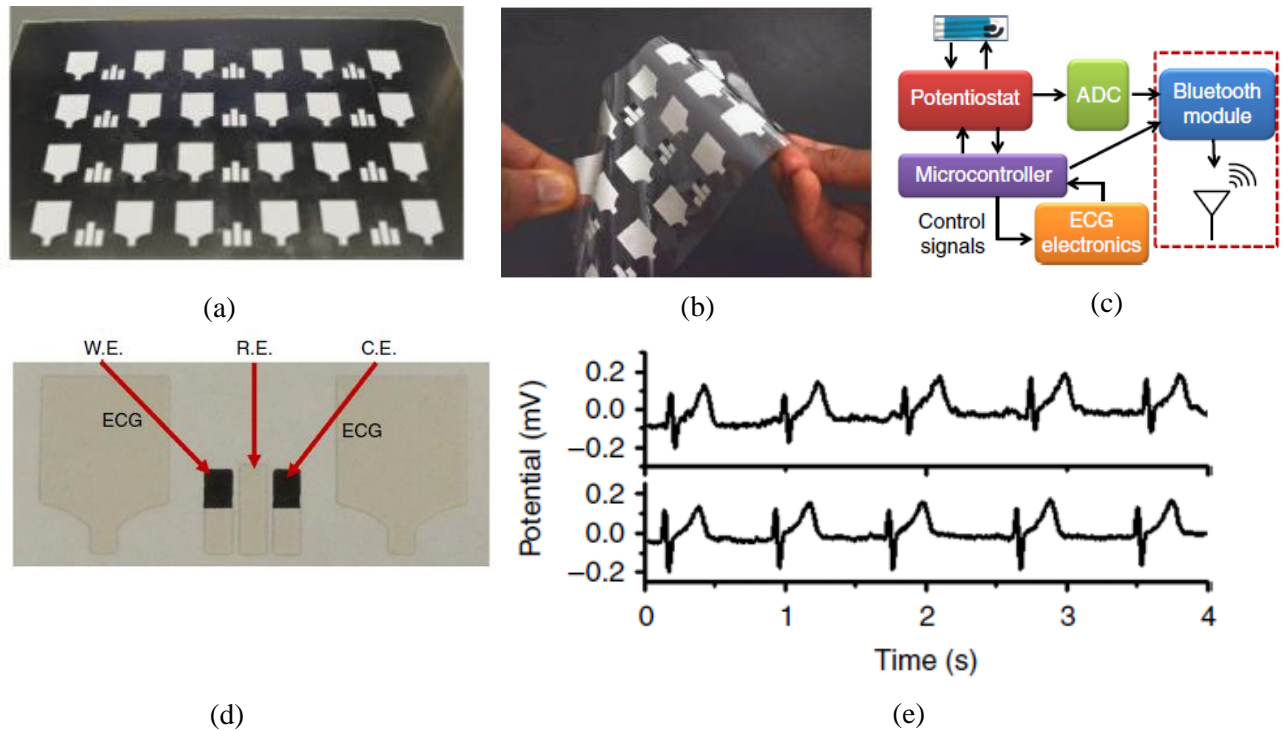 Potentiostat
ADC
Bluetooth
module
Microcontroller
Control
signals
ECG
electronics
(a)
(b)
(c)
W.E.
R.E.
C.E.
ECG
ECG
Potential (mV)
0.2
0.0
−0.2
0.2
0.0
−0.2
0
1
2
3
4
Time (s)
(d)
(e)